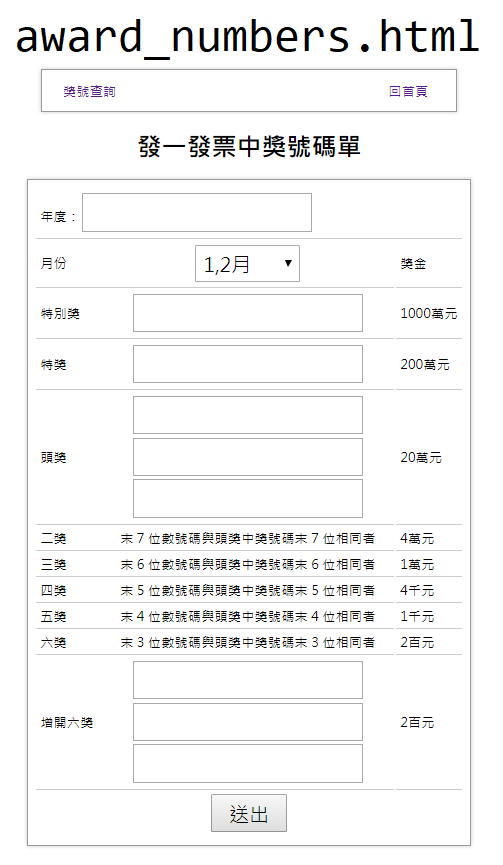 award_numbers.html
獎號查詢 回首頁
發一發票中獎號碼單
年度：
月份 1,2月 獎金
特別獎 1000萬元
特獎 200萬元
頭獎 20萬元
二獎 末 7 位數號碼與頭獎中獎號碼末 7 位相同者 4萬元
三獎 末 6 位數號碼與頭獎中獎號碼末 6 位相同者 1萬元
四獎 末 5 位數號碼與頭獎中獎號碼末 5 位相同者 4千元
五獎 末 4 位數號碼與頭獎中獎號碼末 4 位相同者 1千元
六獎 末 3 位數號碼與頭獎中獎號碼末 3 位相同者 2百元
增開六獎 2百元
送出